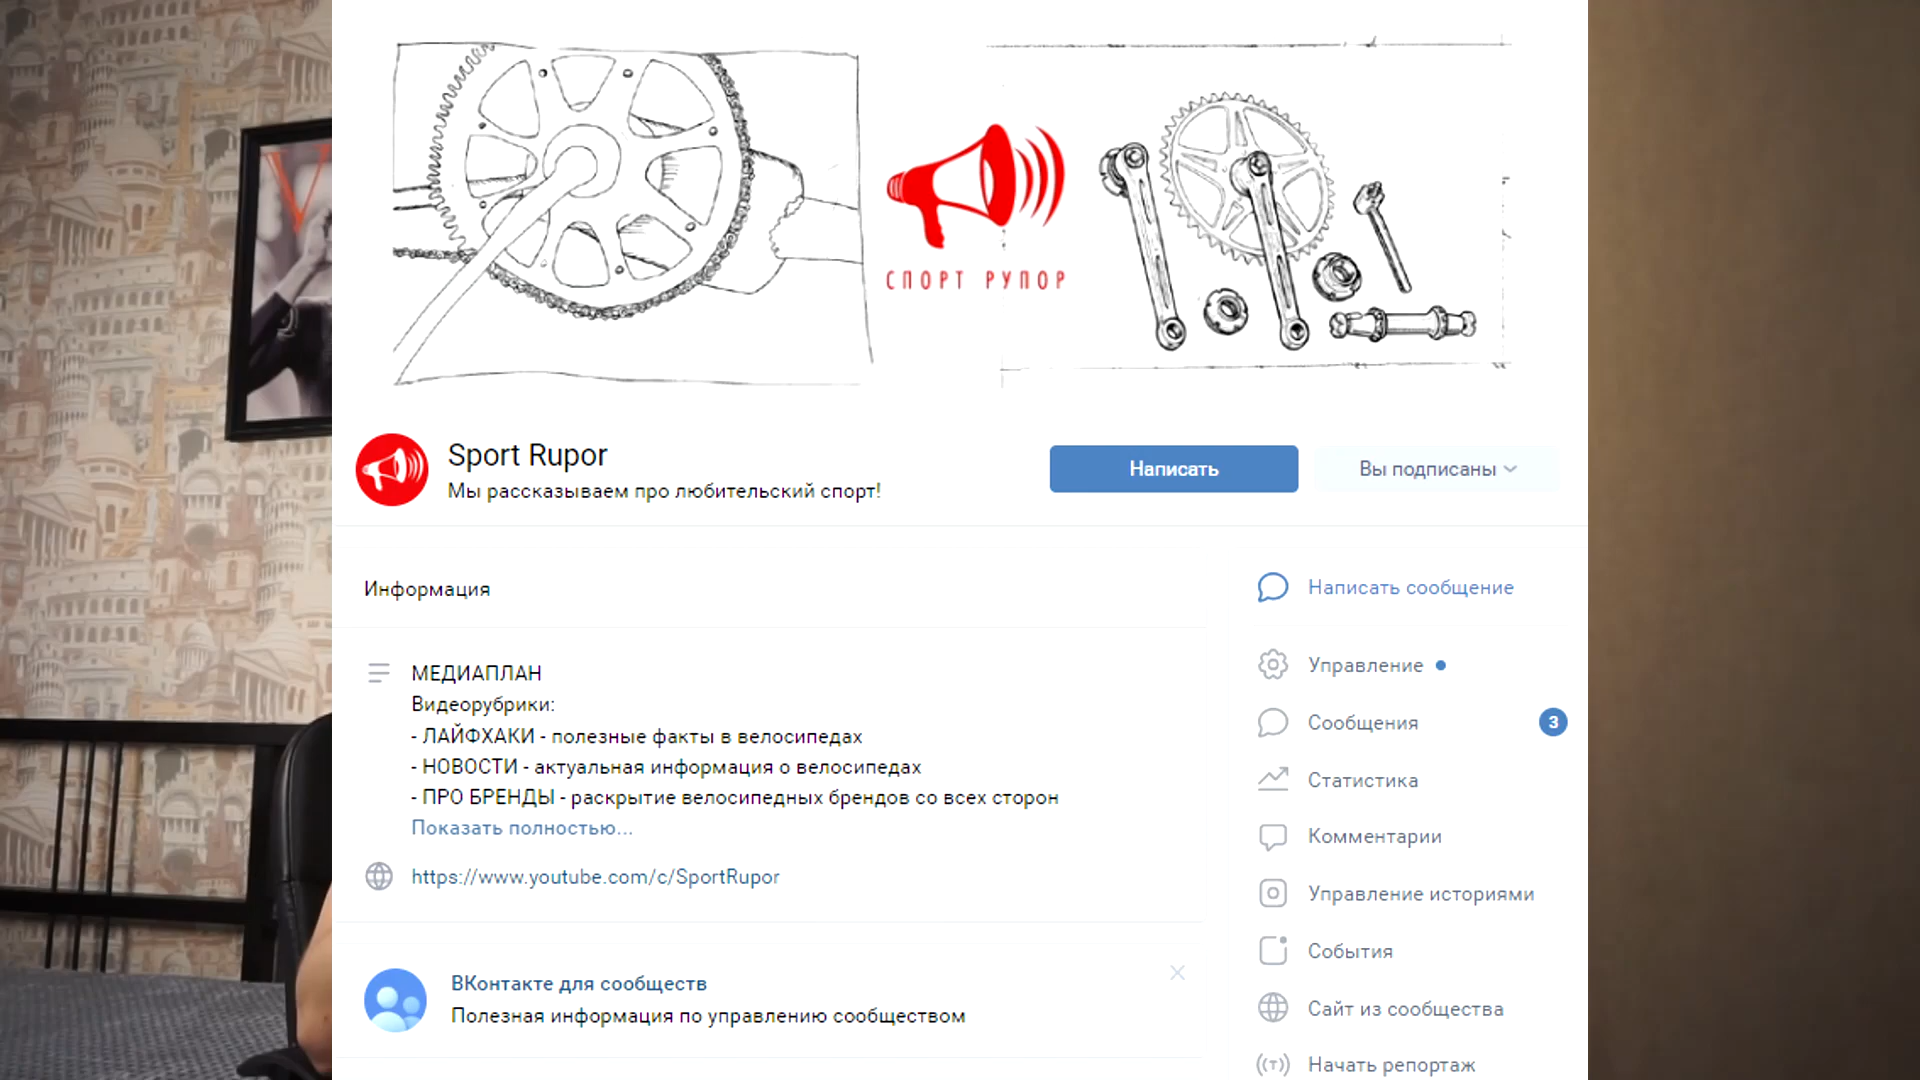 СПОРТ РУПОР
Sport Rupor
Мы рассказываем про любительский спорт!
Написать
Вы подписаны
Информация
МЕДИАПЛАН
Видеорубрики:
- ЛАЙФХАКИ - полезные факты в велосипедах
- НОВОСТИ - актуальная информация о велосипедах
- ПРО БРЕНДЫ - раскрытие велосипедных брендов со всех сторон
Показать полностью...
https://www.youtube.com/c/SportRupor
ВКонтакте для сообществ
Полезная информация по управлению сообществом
Написать сообщение
Управление
Сообщения
3
Статистика
Комментарии
Управление историями
События
Сайт из сообщества
Начать репортаж